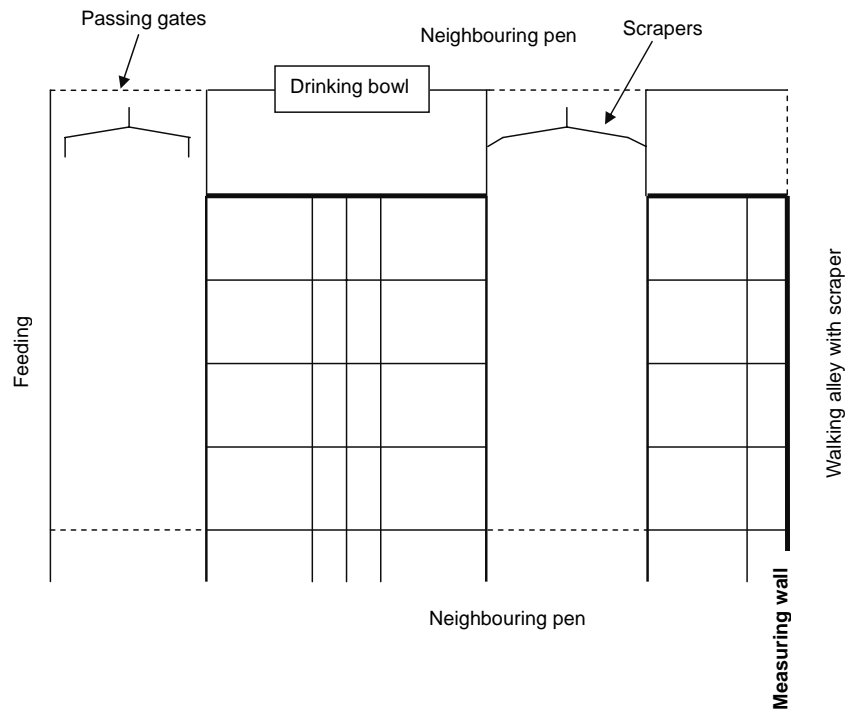 Passing gates
Neighbouring pen
Scrapers
Drinking bowl
Feeding
Walking alley with scraper
Measuring wall
Neighbouring pen